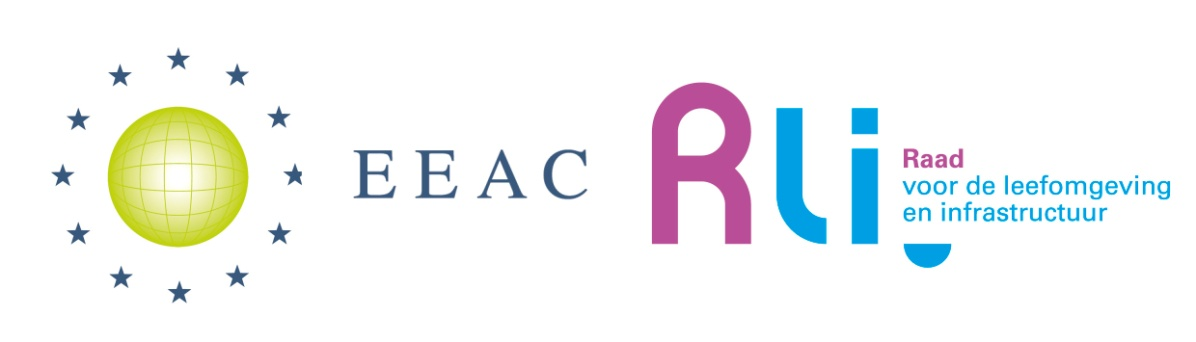 EEAC
Rli
Raad
voor de leefomgeving
en infrastructuur